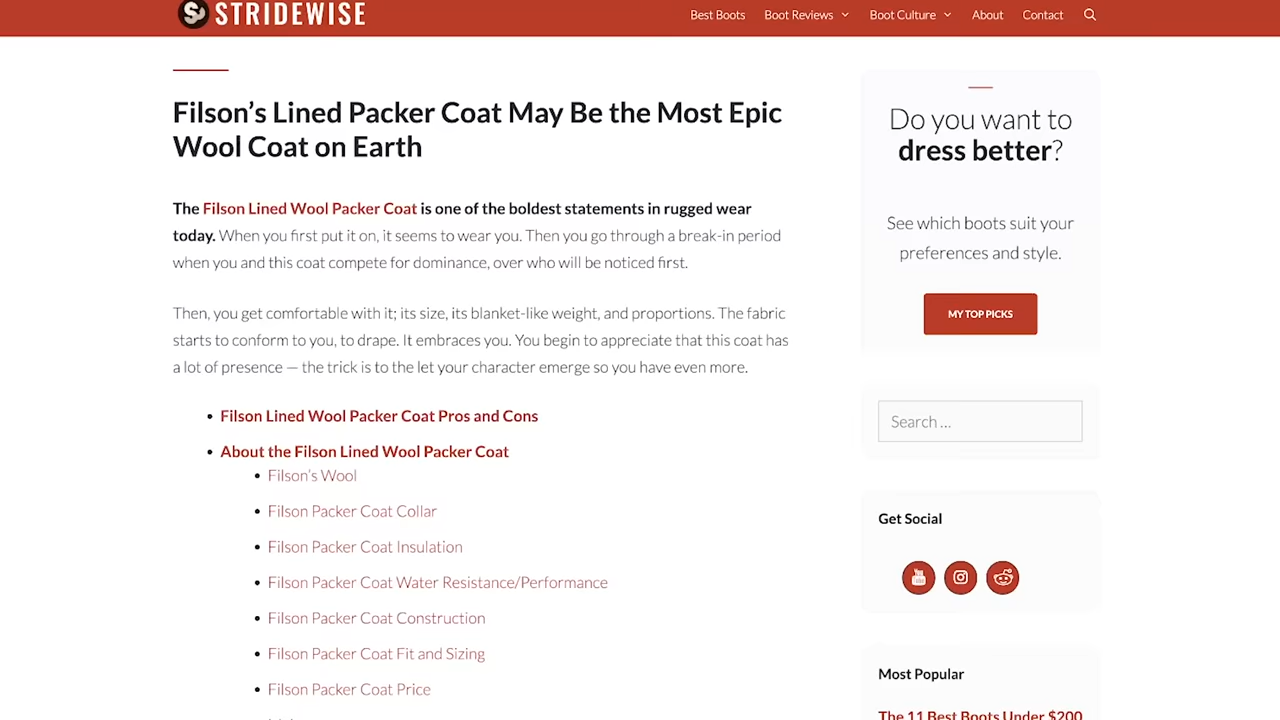 STRIDEWISE
Best Boots Boot Reviews Boot Culture About Contact
Filson's Lined Packer Coat May Be the Most Epic
Wool Coat on Earth
The Filson Lined Wool Packer Coat is one of the boldest statements in rugged wear
today. When you first put it on, it seems to wear you. Then you go through a break-in period
when you and this coat compete for dominance, over who will be noticed first.
Then, you get comfortable with it; its size, its blanket-like weight, and proportions. The fabric
starts to conform to you, to drape. It embraces you. You begin to appreciate that this coat has
a lot of presence — the trick is to the let your character emerge so you have even more.
• Filson Lined Wool Packer Coat Pros and Cons
• About the Filson Lined Wool Packer Coat
• Filson's Wool
• Filson Packer Coat Collar
• Filson Packer Coat Insulation
• Filson Packer Coat Water Resistance/Performance
• Filson Packer Coat Construction
• Filson Packer Coat Fit and Sizing
• Filson Packer Coat Price
Do you want to
dress better?
See which boots suit your
preferences and style.
MY TOP PICKS
Search ...
Get Social
Most Popular
The 11 Best Boots Under $200